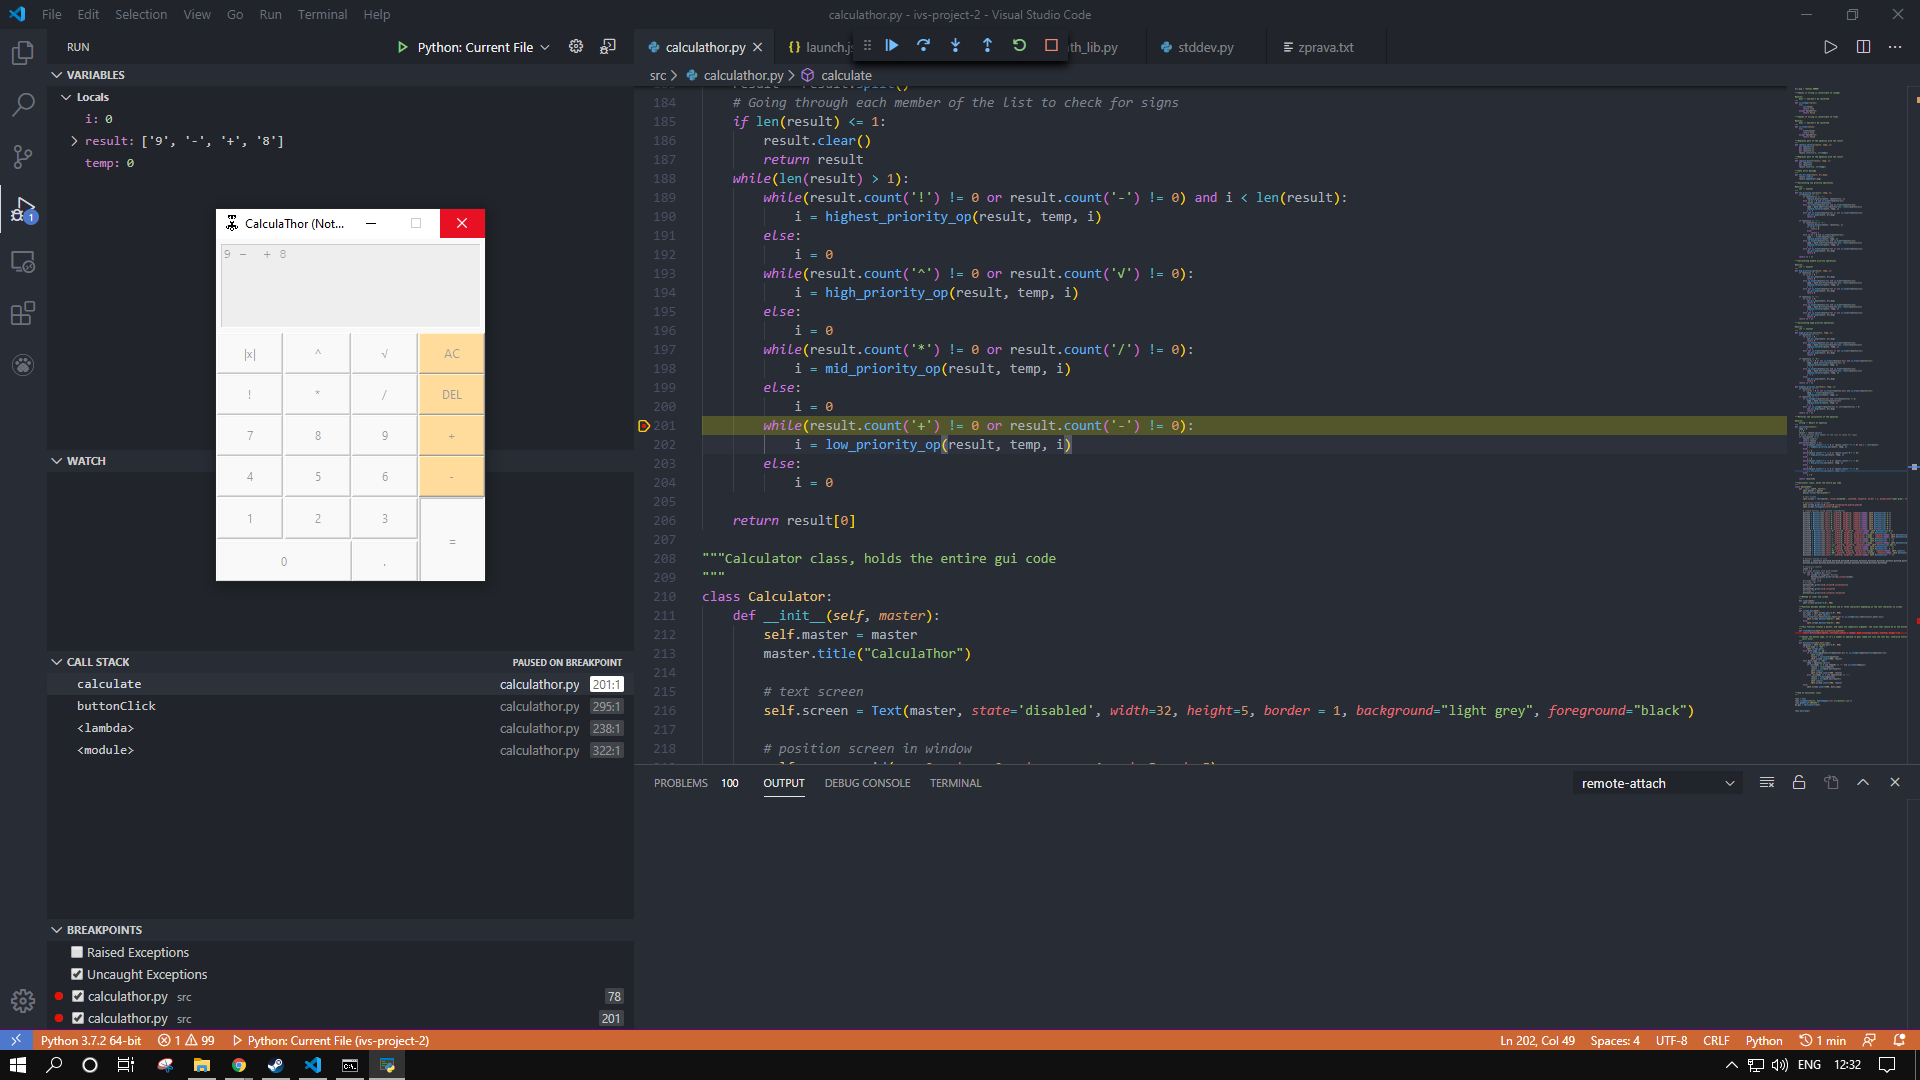 File Edit Selection View Go Run Terminal Help
calculathor.py - ivs-project-2 - Visual Studio Code
RUN
Python: Current File
calculathor.py
launch.js
th_lib.py
stddev.py
zprava.txt
src > calculathor.py > calculate
VARIABLES
Locals
i: 0
result: ['9', '-', '+', '8']
temp: 0
CalculaThor (Not...
9 -  + 8
|x| ^ √ AC
! * / DEL
7 8 9 +
4 5 6 -
1 2 3 =
0 .
WATCH
CALL STACK
PAUSED ON BREAKPOINT
calculate calculathor.py 201:1
buttonClick calculathor.py 295:1
<lambda> calculathor.py 238:1
<module> calculathor.py 322:1
BREAKPOINTS
Raised Exceptions
Uncaught Exceptions
calculathor.py src 78
calculathor.py src 201
184 # Going through each member of the list to check for signs
185 if len(result) <= 1:
186 result.clear()
187 return result
188 while(len(result) > 1):
189 while(result.count('!') != 0 or result.count('-') != 0) and i < len(result):
190 i = highest_priority_op(result, temp, i)
191 else:
192 i = 0
193 while(result.count('^') != 0 or result.count('√') != 0):
194 i = high_priority_op(result, temp, i)
195 else:
196 i = 0
197 while(result.count('*') != 0 or result.count('/') != 0):
198 i = mid_priority_op(result, temp, i)
199 else:
200 i = 0
201 while(result.count('+') != 0 or result.count('-') != 0):
202 i = low_priority_op(result, temp, i)
203 else:
204 i = 0
205
206 return result[0]
207
208 """Calculator class, holds the entire gui code
209 """
210 class Calculator:
211 def __init__(self, master):
212 self.master = master
213 master.title("CalculaThor")
214
215 # text screen
216 self.screen = Text(master, state='disabled', width=32, height=5, border = 1, background="light grey", foreground="black")
217
218 # position screen in window
PROBLEMS 100 OUTPUT DEBUG CONSOLE TERMINAL
remote-attach
1
Python 3.7.2 64-bit 1 99 Python: Current File (ivs-project-2)
Ln 202, Col 49 Spaces: 4 UTF-8 CRLF Python 1 min
ENG 12:32